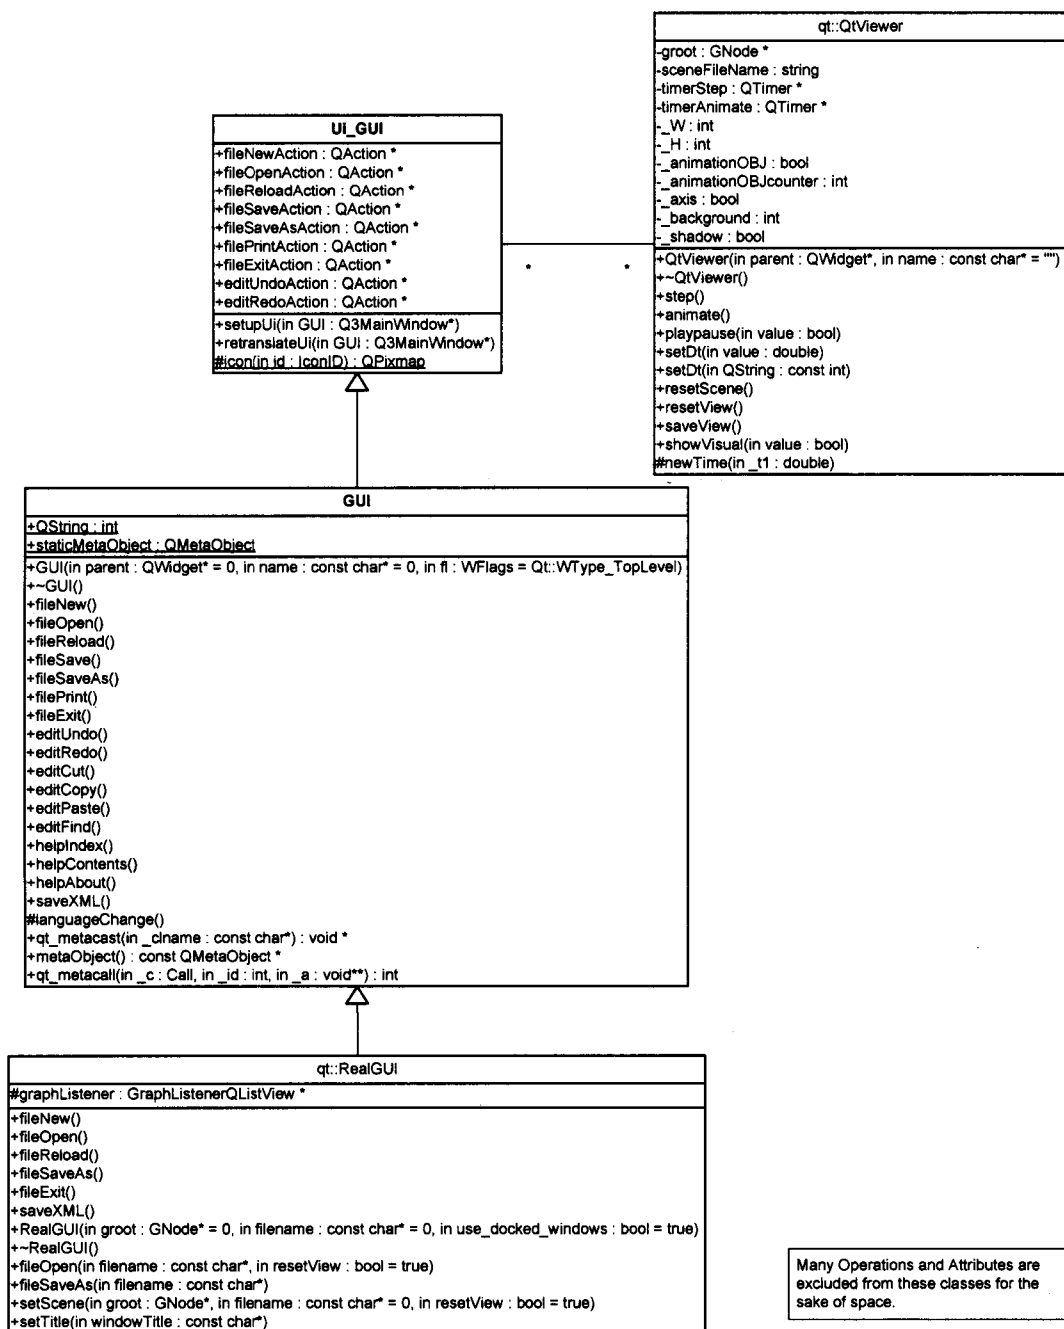 qt::QtViewer
-groot : GNode *
-sceneFileName : string
-timerStep : QTimer *
-timerAnimate : QTimer *
-_W : int
-_H : int
-_animationOBJ : bool
-_animationOBJcounter : int
-_axis : bool
-_background : int
-_shadow : bool
+QtViewer(in parent : QWidget*, in name : const char* = "")
+~QtViewer()
+step()
+animate()
+playpause(in value : bool)
+setDt(in value : double)
+setDt(in QString : const int)
+resetScene()
+resetView()
+saveView()
+showVisual(in value : bool)
#newTime(in _t1 : double)
Ui_GUI
+fileNewAction : QAction *
+fileOpenAction : QAction *
+fileReloadAction : QAction *
+fileSaveAction : QAction *
+fileSaveAsAction : QAction *
+filePrintAction : QAction *
+fileExitAction : QAction *
+editUndoAction : QAction *
+editRedoAction : QAction *
+setupUi(in GUI : Q3MainWindow*)
+retranslateUi(in GUI : Q3MainWindow*)
#icon(in id : IconID) : QPixmap
* *
GUI
+QString : int
+staticMetaObject : QMetaObject
+GUI(in parent : QWidget* = 0, in name : const char* = 0, in fl : WFlags = Qt::WType_TopLevel)
+~GUI()
+fileNew()
+fileOpen()
+fileReload()
+fileSave()
+fileSaveAs()
+filePrint()
+fileExit()
+editUndo()
+editRedo()
+editCut()
+editCopy()
+editPaste()
+editFind()
+helpIndex()
+helpContents()
+helpAbout()
+saveXML()
#languageChange()
+qt_metacast(in _clname : const char*) : void *
+metaObject() : const QMetaObject *
+qt_metacall(in _c : Call, in _id : int, in _a : void**) : int
qt::RealGUI
#graphListener : GraphListenerQListView *
+fileNew()
+fileOpen()
+fileReload()
+fileSaveAs()
+fileExit()
+saveXML()
+RealGUI(in groot : GNode* = 0, in filename : const char* = 0, in use_docked_windows : bool = true)
+~RealGUI()
+fileOpen(in filename : const char*, in resetView : bool = true)
+fileSaveAs(in filename : const char*)
+setScene(in groot : GNode*, in filename : const char* = 0, in resetView : bool = true)
+setTitle(in windowTitle : const char*)
Many Operations and Attributes are
excluded from these classes for the
sake of space.